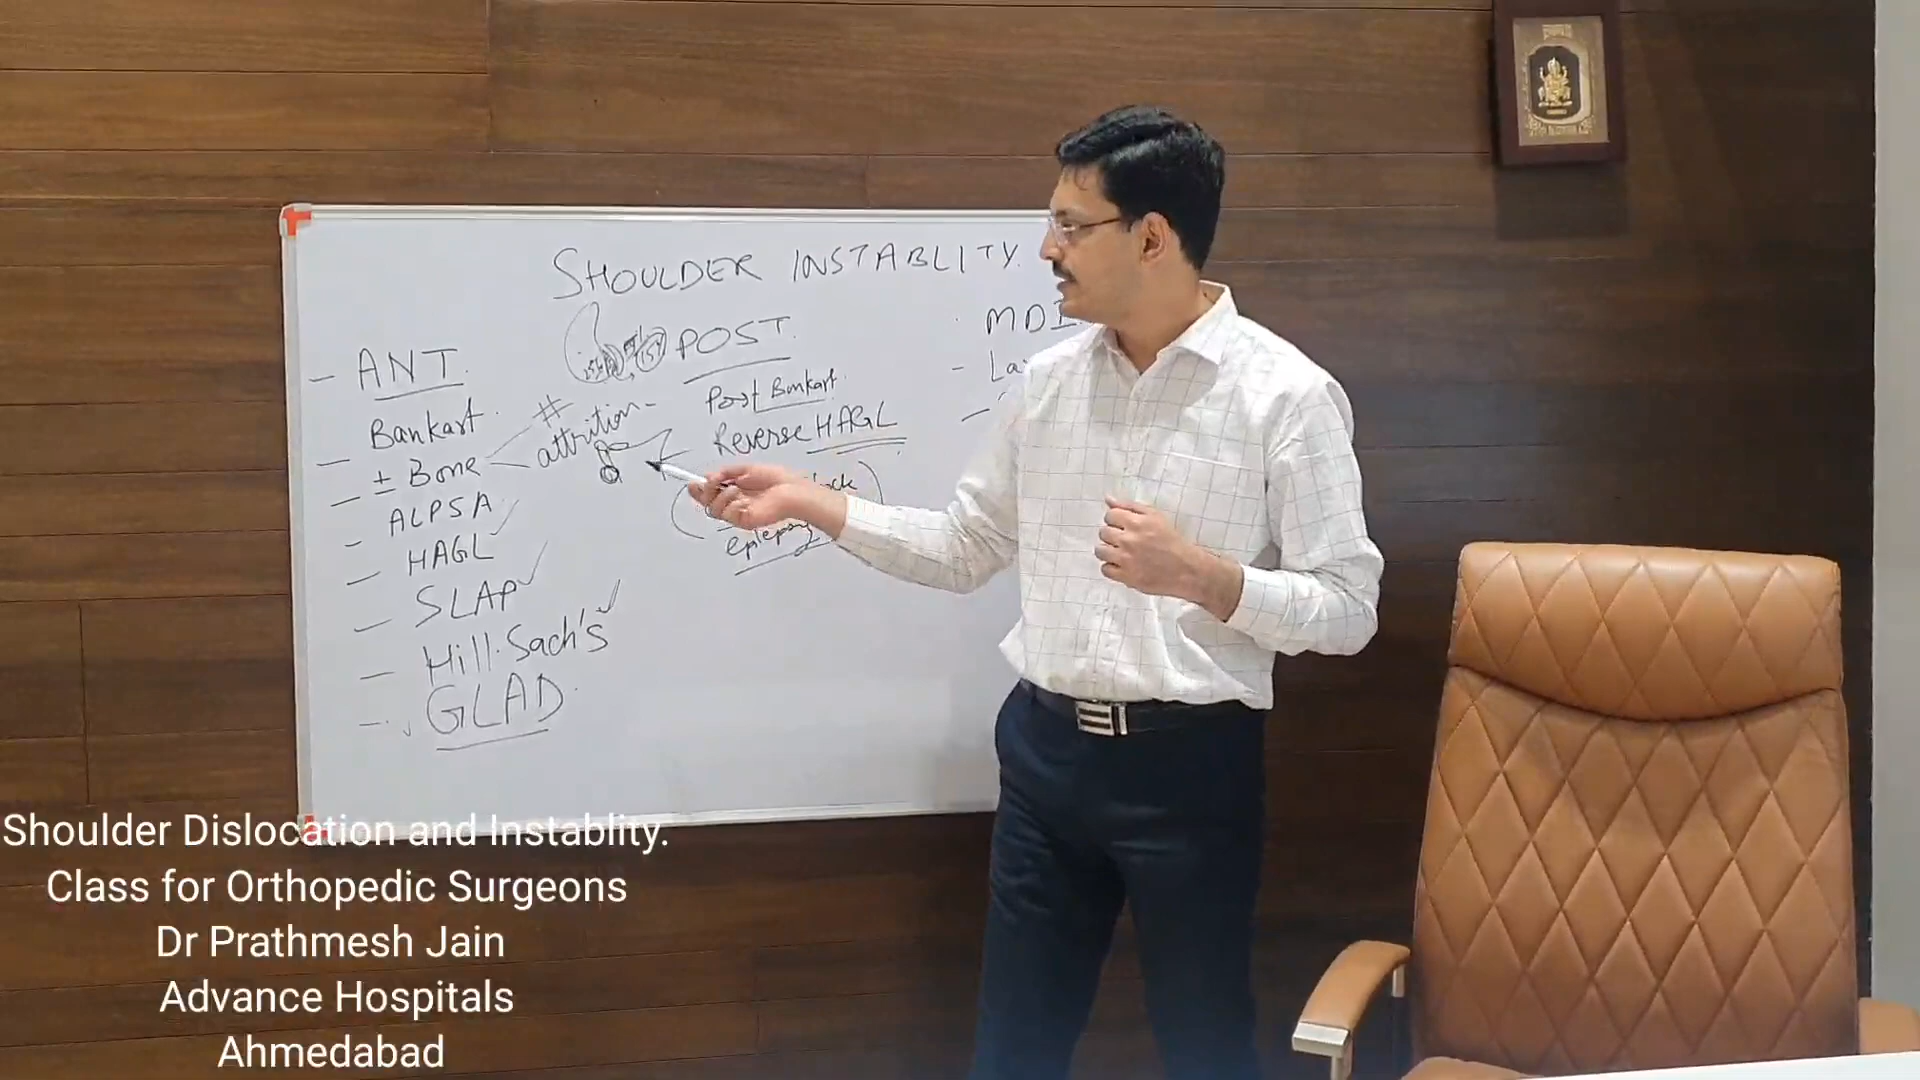 SHOULDER INSTABLITY.
- ANT.
Bankart.
- ± Bone
#
attrition
- ALPSA
- HAGL
- SLAP ✓
- Hill.Sach's ✓
- GLAD
POST.
Post Bankart.
Reverse HAGL
MDI
Shoulder Dislocation and Instablity.
Class for Orthopedic Surgeons
Dr Prathmesh Jain
Advance Hospitals
Ahmedabad